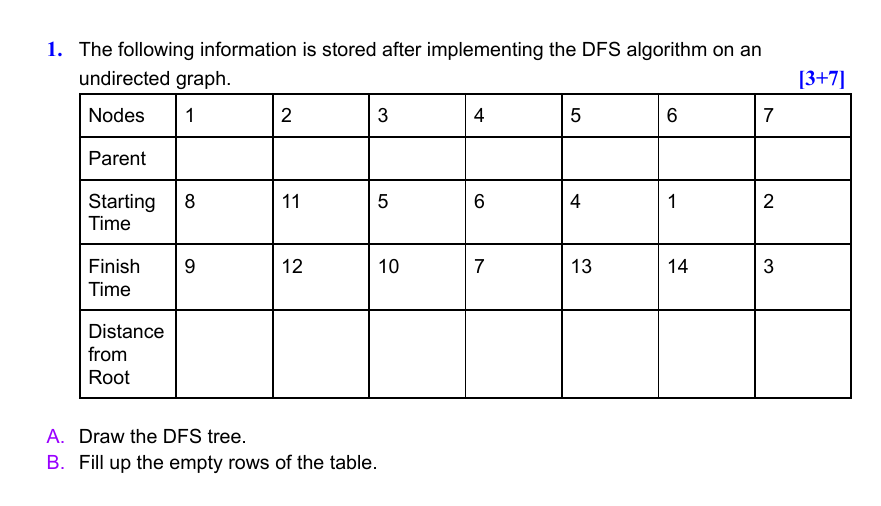 1. The following information is stored after implementing the DFS algorithm on an
undirected graph. [3+7]
Nodes 1 2 3 4 5 6 7
Parent
Starting 8 11 5 6 4 1 2
Time
Finish 9 12 10 7 13 14 3
Time
Distance
from
Root
A. Draw the DFS tree.
B. Fill up the empty rows of the table.